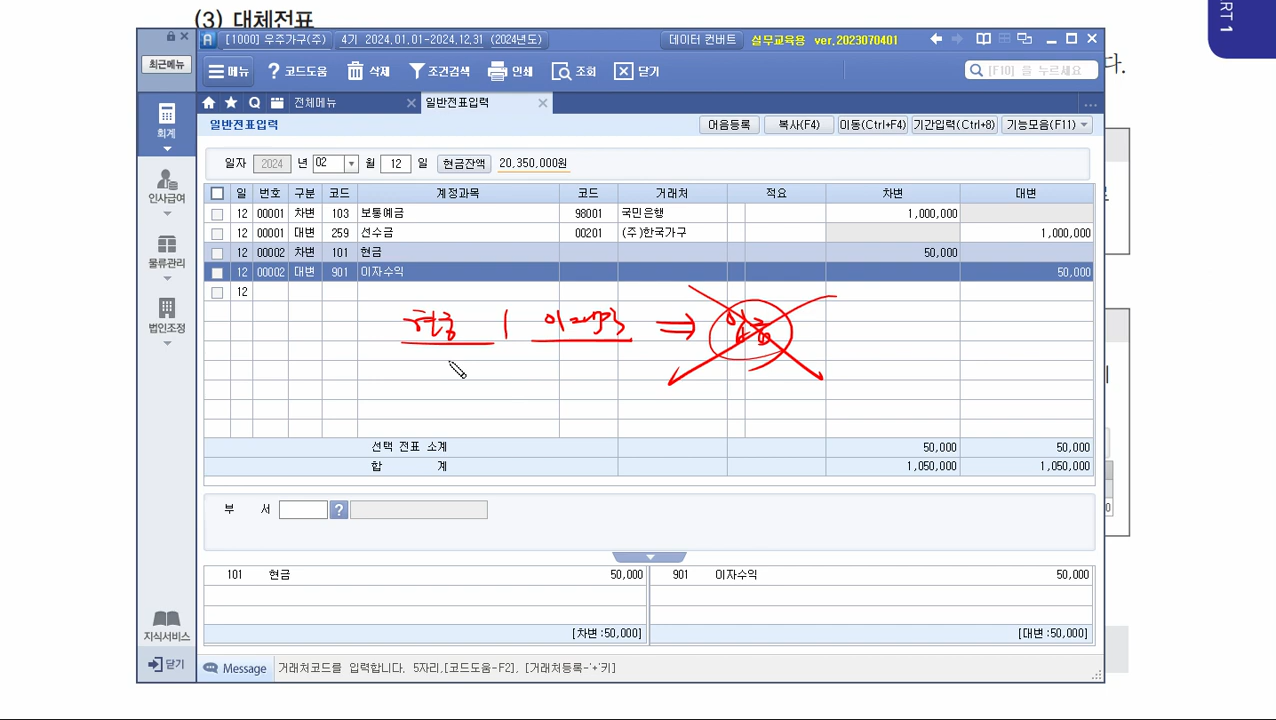 (3) 대체전표
RT 1
다.
[1000] 우주가구(주) 4기 2024.01.01~2024.12.31 (2024년도) 데이터 컨버트 실무교육용 ver.2023070401
최근메뉴 메뉴 코드도움 삭제 조건검색 인쇄 조회 닫기 [F10] 을 누르세요
전체메뉴 일반전표입력
일반전표입력 어음등록 복사(F4) 이동(Ctrl+F4) 기간입력(Ctrl+8) 기능모음(F11)
회계
인사급여
물류관리
법인조정
지식서비스
닫기
일자 2024 년 02 월 12 일 현금잔액 20,350,000원
일 번호 구분 코드 계정과목 코드 거래처 적요 차변 대변
12 00001 차변 103 보통예금 98001 국민은행 1,000,000
12 00001 대변 259 선수금 00201 (주)한국가구 1,000,000
12 00002 차변 101 현금 50,000
12 00002 대변 901 이자수익 50,000
12
현금 | ⇒ 입금
선택 전표 소계 50,000 50,000
합 계 1,050,000 1,050,000
부 서 ?
101 현금 50,000 901 이자수익 50,000
[차변:50,000] [대변:50,000]
Message 거래처코드를 입력합니다. 5자리,[코드도움-F2], [거래처등록-'+'키]